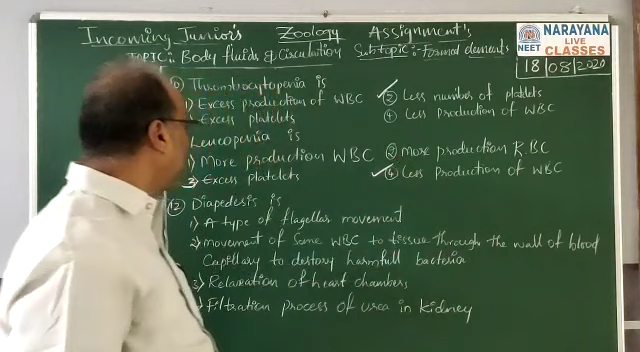 Incoming Junior's Zoology Assignment's
TOPIC:- Body fluids & Circulation Subtopic:- Formed elements
NARAYANA
NEET LIVE CLASSES
18/08/2020
10) Thrombocytopenia is
1) Excess production of WBC 2) Less number of platelets
Excess platelets 4) Less production of WBC
Leucopenia is
1) More production WBC 2) More production RBC
3) Excess platelets 4) Less Production of WBC
12) Diapedesis is
1) A type of flagellar movement
2) movement of some WBC to tissue through the wall of blood
Capillary to destory harmfull bacteria
3) Relaxation of heart chambers
Filtration process of urea in kidney